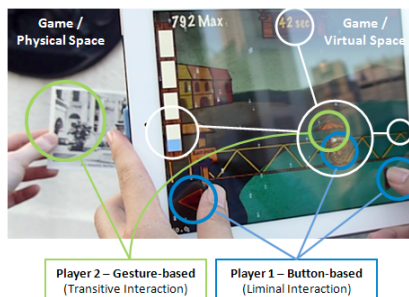 Game /
Physical Space
792 Max
42 sec
Game /
Virtual Space
Player 2 – Gesture-based
(Transitive Interaction)
Player 1 – Button-based
(Liminal Interaction)